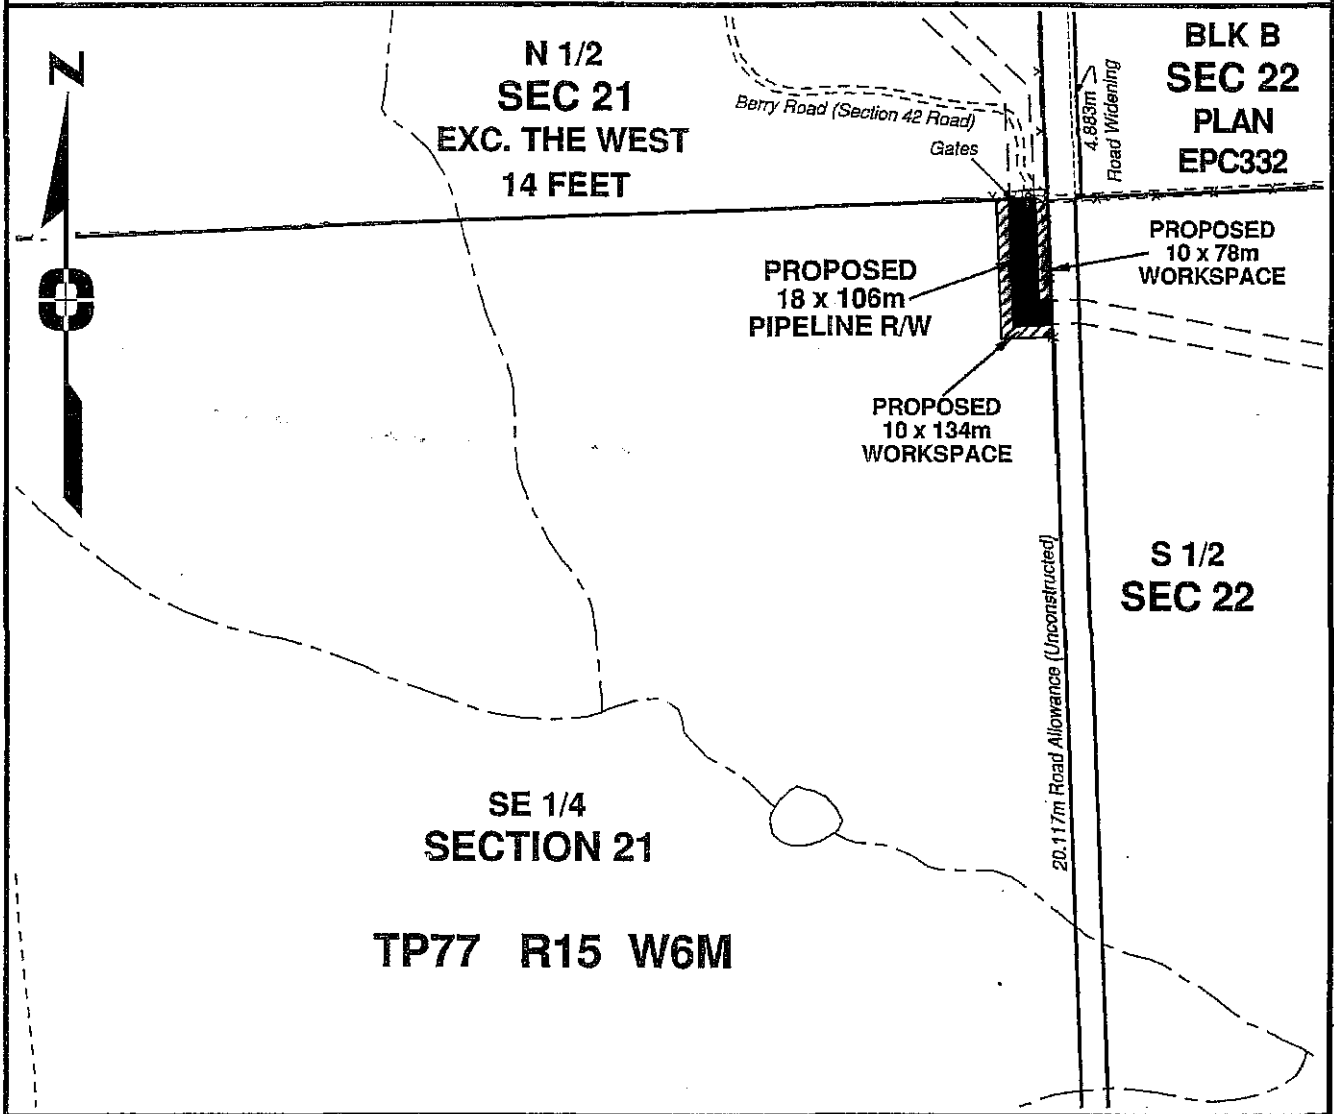 N
N 1/2
SEC 21
EXC. THE WEST
14 FEET
Berry Road (Section 42 Road)
Gates
4.883m
Road Widening
BLK B
SEC 22
PLAN
EPC332
PROPOSED
18 x 106m
PIPELINE R/W
PROPOSED
10 x 78m
WORKSPACE
PROPOSED
10 x 134m
WORKSPACE
20.117m Road Allowance (Unconstructed)
S 1/2
SEC 22
SE 1/4
SECTION 21
TP77 R15 W6M